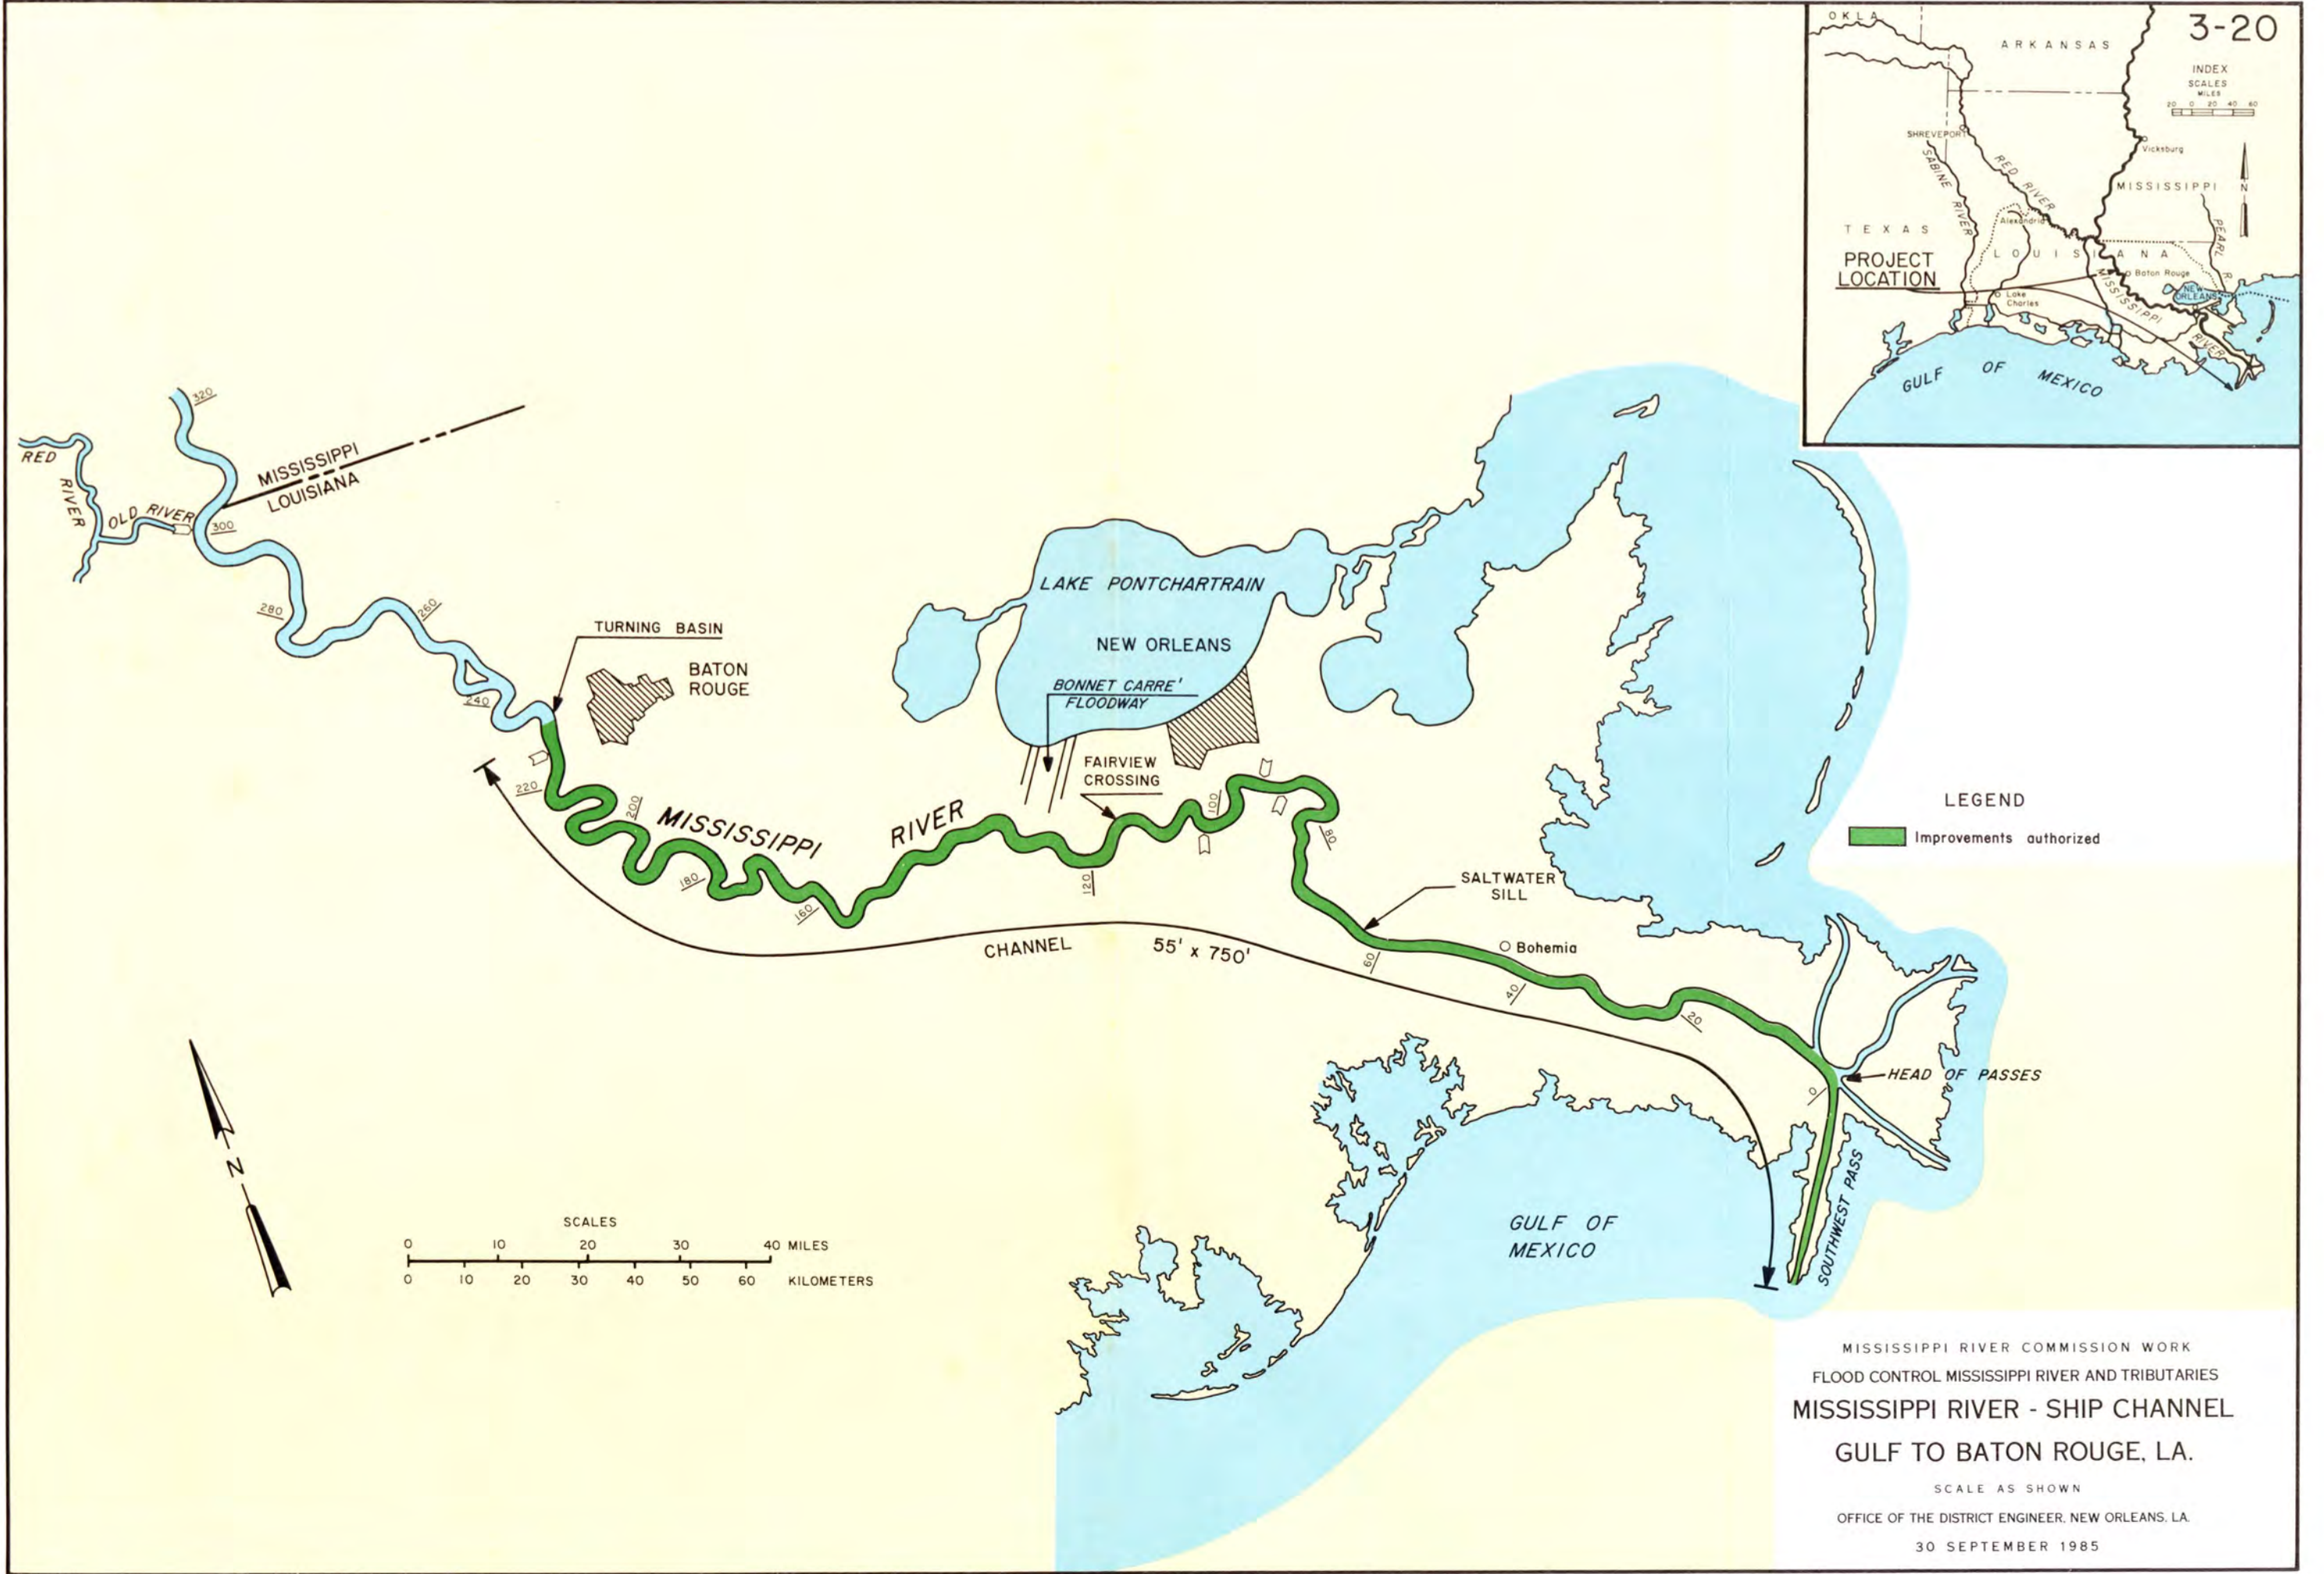 3-20
OKLA
ARKANSAS
INDEX
SCALES
MILES
20 0 20 40 60
SHREVEPORT
SABINE RIVER
RED RIVER
Vicksburg
MISSISSIPPI
N
PEARL R
Alexandria
TEXAS
LOUISIANA
PROJECT
LOCATION
Baton Rouge
Lake
Charles
NEW
ORLEANS
MISSISSIPPI RIVER
GULF OF MEXICO
320
RED
RIVER
OLD RIVER
MISSISSIPPI
LOUISIANA
300
280
260
240
TURNING BASIN
BATON
ROUGE
LAKE PONTCHARTRAIN
NEW ORLEANS
BONNET CARRE'
FLOODWAY
FAIRVIEW
CROSSING
220
200
MISSISSIPPI RIVER
180
160
120
100
80
LEGEND
Improvements authorized
SALTWATER
SILL
CHANNEL 55' x 750'
60
Bohemia
40
20
0
HEAD OF PASSES
SOUTHWEST PASS
N
SCALES
0 10 20 30 40 MILES
0 10 20 30 40 50 60 KILOMETERS
GULF OF
MEXICO
MISSISSIPPI RIVER COMMISSION WORK
FLOOD CONTROL MISSISSIPPI RIVER AND TRIBUTARIES
MISSISSIPPI RIVER - SHIP CHANNEL
GULF TO BATON ROUGE, LA.
SCALE AS SHOWN
OFFICE OF THE DISTRICT ENGINEER, NEW ORLEANS, LA.
30 SEPTEMBER 1985